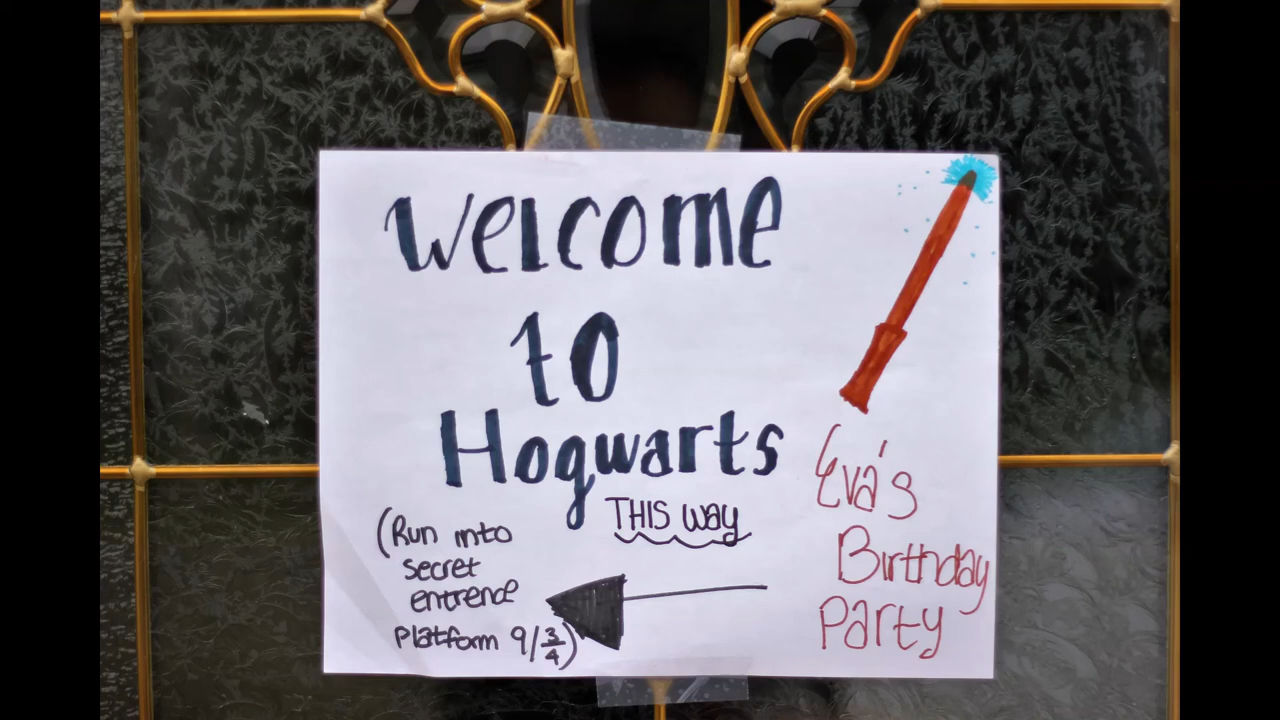 Welcome
to
Hogwarts
THIS WAY
(Run into
secret
entrence
Platform 9/3/4)
Eva's
Birthday
Party